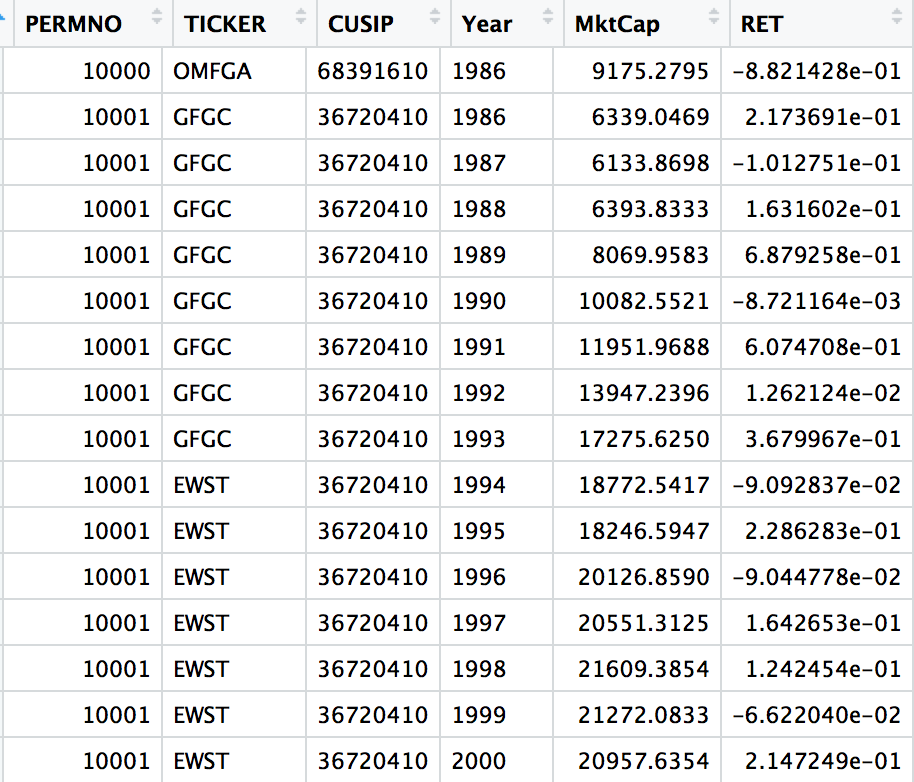 PERMNO TICKER CUSIP Year MktCap RET
10000 OMFGA 68391610 1986 9175.2795 -8.821428e-01
10001 GFGC 36720410 1986 6339.0469 2.173691e-01
10001 GFGC 36720410 1987 6133.8698 -1.012751e-01
10001 GFGC 36720410 1988 6393.8333 1.631602e-01
10001 GFGC 36720410 1989 8069.9583 6.879258e-01
10001 GFGC 36720410 1990 10082.5521 -8.721164e-03
10001 GFGC 36720410 1991 11951.9688 6.074708e-01
10001 GFGC 36720410 1992 13947.2396 1.262124e-02
10001 GFGC 36720410 1993 17275.6250 3.679967e-01
10001 EWST 36720410 1994 18772.5417 -9.092837e-02
10001 EWST 36720410 1995 18246.5947 2.286283e-01
10001 EWST 36720410 1996 20126.8590 -9.044778e-02
10001 EWST 36720410 1997 20551.3125 1.642653e-01
10001 EWST 36720410 1998 21609.3854 1.242454e-01
10001 EWST 36720410 1999 21272.0833 -6.622040e-02
10001 EWST 36720410 2000 20957.6354 2.147249e-01